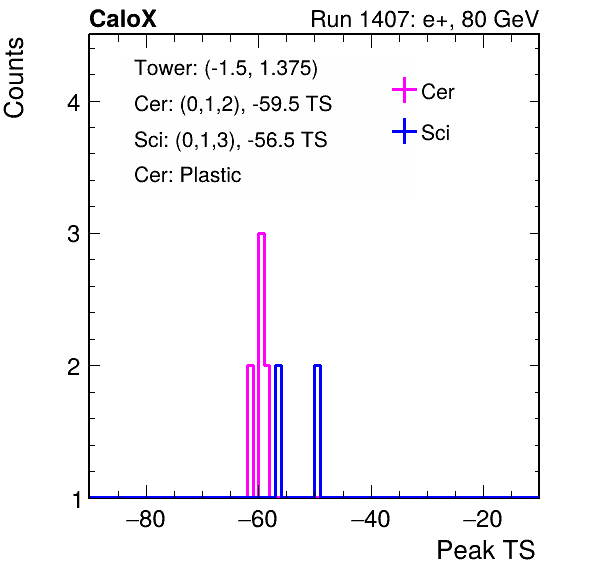 CaloX Run 1407: e+, 80 GeV
Counts
Tower: (-1.5, 1.375)
Cer: (0,1,2), -59.5 TS
Sci: (0,1,3), -56.5 TS
Cer: Plastic
Cer
Sci
4
3
2
1
−80 −60 −40 −20
Peak TS